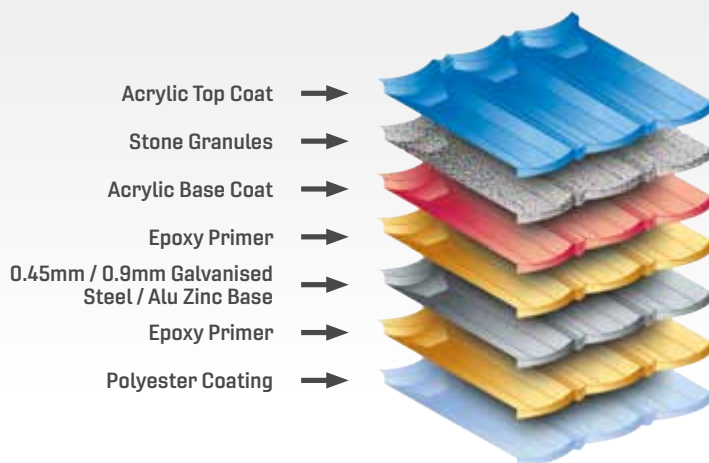 Acrylic Top Coat
Stone Granules
Acrylic Base Coat
Epoxy Primer
0.45mm / 0.9mm Galvanised
Steel / Alu Zinc Base
Epoxy Primer
Polyester Coating